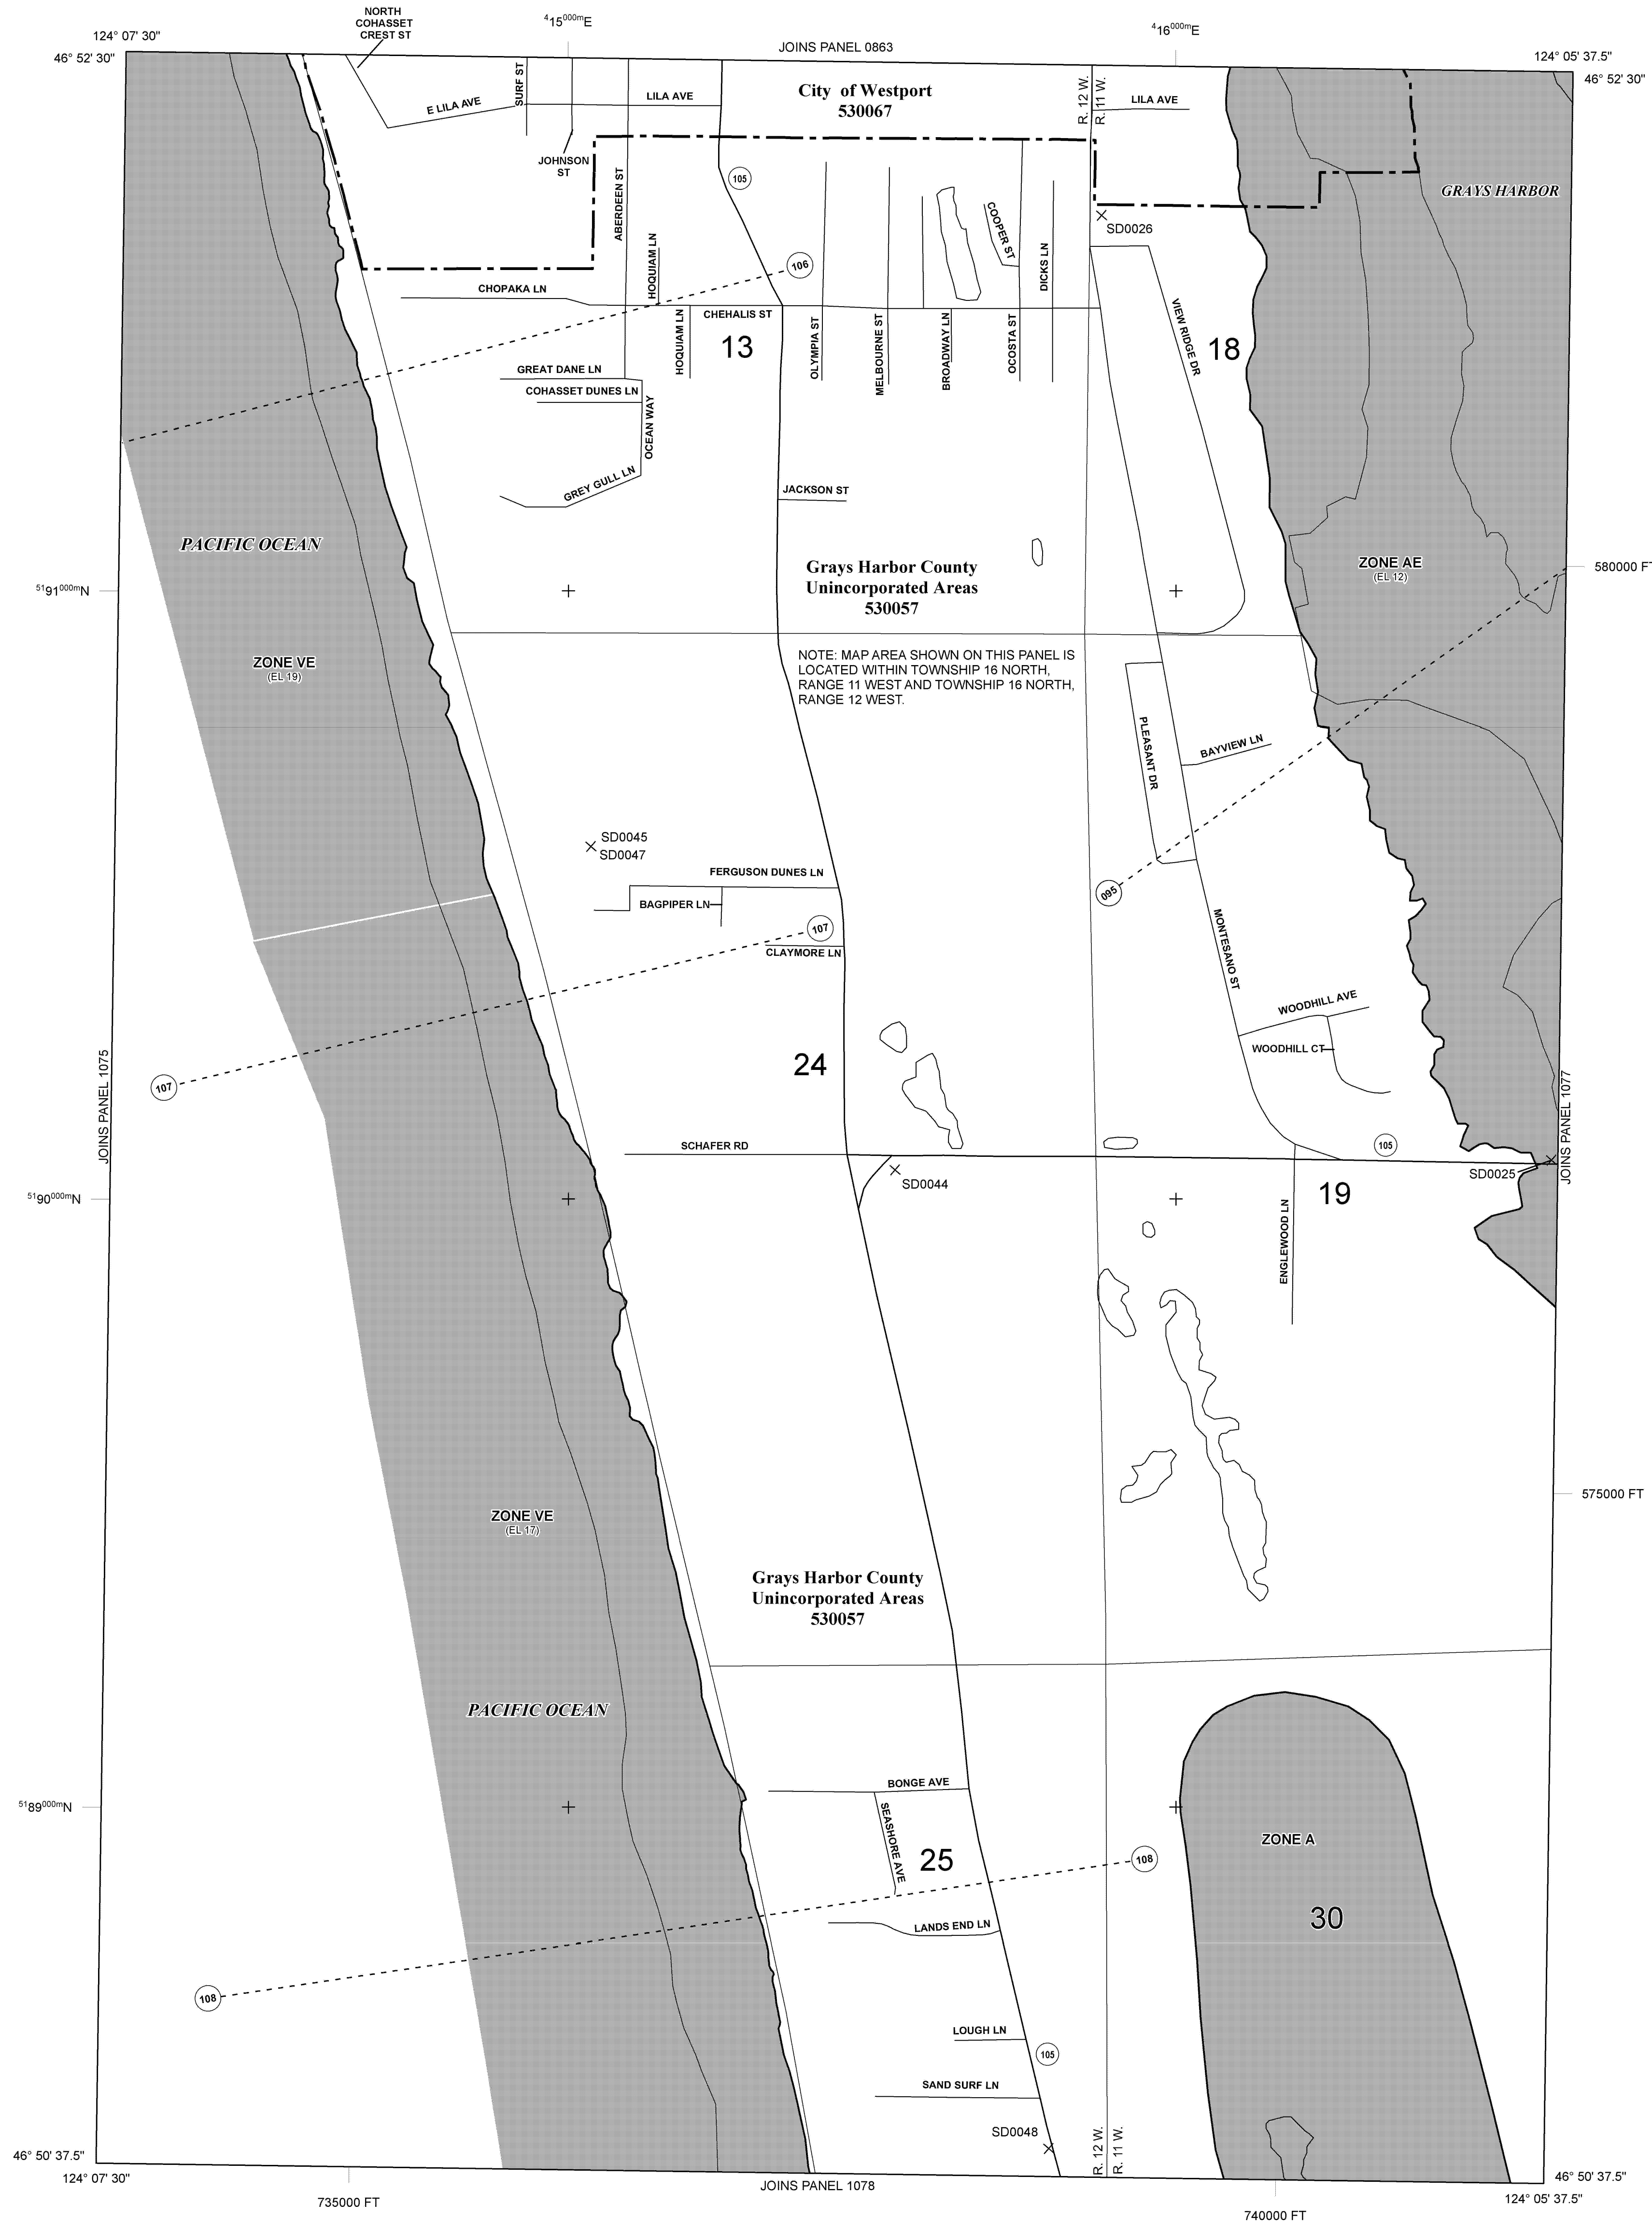 NORTH
COHASSET
CREST ST
⁴15⁰⁰⁰ᵐE
⁴16⁰⁰⁰ᵐE
124° 07' 30"
JOINS PANEL 0863
124° 05' 37.5"
46° 52' 30"
46° 52' 30"
SURF ST
E LILA AVE
LILA AVE
City of Westport
530067
R. 12 W.
R. 11 W.
LILA AVE
JOHNSON
ST
ABERDEEN ST
105
GRAYS HARBOR
COOPER ST
SD0026
HOQUIAM LN
DICKS LN
106
CHOPAKA LN
CHEHALIS ST
HOQUIAM LN
13
OLYMPIA ST
MELBOURNE ST
BROADWAY LN
OCOSTA ST
VIEW RIDGE DR
18
GREAT DANE LN
COHASSET DUNES LN
OCEAN WAY
GREY GULL LN
JACKSON ST
PACIFIC OCEAN
Grays Harbor County
Unincorporated Areas
530057
ZONE AE
(EL 12)
580000 FT
⁵¹91⁰⁰⁰ᵐN
ZONE VE
(EL 19)
NOTE: MAP AREA SHOWN ON THIS PANEL IS
LOCATED WITHIN TOWNSHIP 16 NORTH,
RANGE 11 WEST AND TOWNSHIP 16 NORTH,
RANGE 12 WEST.
PLEASANT DR
BAYVIEW LN
SD0045
SD0047
FERGUSON DUNES LN
BAGPIPER LN
095
107
CLAYMORE LN
MONTESANO ST
WOODHILL AVE
WOODHILL CT
24
107
JOINS PANEL 1075
JOINS PANEL 1077
SCHAFER RD
105
SD0044
SD0025
19
⁵¹90⁰⁰⁰ᵐN
ENGLEWOOD LN
575000 FT
ZONE VE
(EL 17)
Grays Harbor County
Unincorporated Areas
530057
PACIFIC OCEAN
BONGE AVE
SEASHORE AVE
⁵¹89⁰⁰⁰ᵐN
ZONE A
25
108
30
LANDS END LN
108
LOUGH LN
105
SAND SURF LN
SD0048
R. 12 W.
R. 11 W.
46° 50' 37.5"
46° 50' 37.5"
124° 07' 30"
JOINS PANEL 1078
124° 05' 37.5"
735000 FT
740000 FT